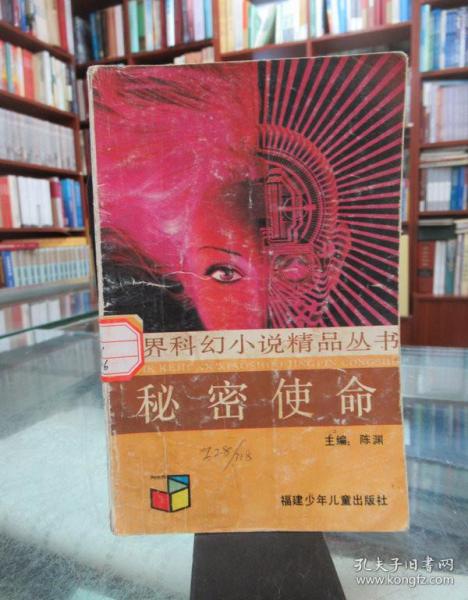 界科幻小说精品丛书
秘密使命
主编：陈渊
福建少年儿童出版社
6
孔夫子旧书网
www.kongfz.com